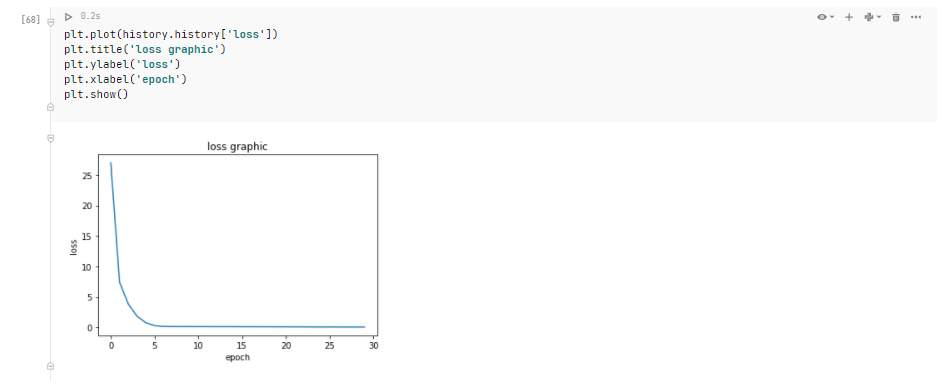 [68]
0.2s
plt.plot(history.history['loss'])
plt.title('loss graphic')
plt.ylabel('loss')
plt.xlabel('epoch')
plt.show()
loss graphic
25
20
15
10
5
0
loss
0 5 10 15 20 25 30
epoch